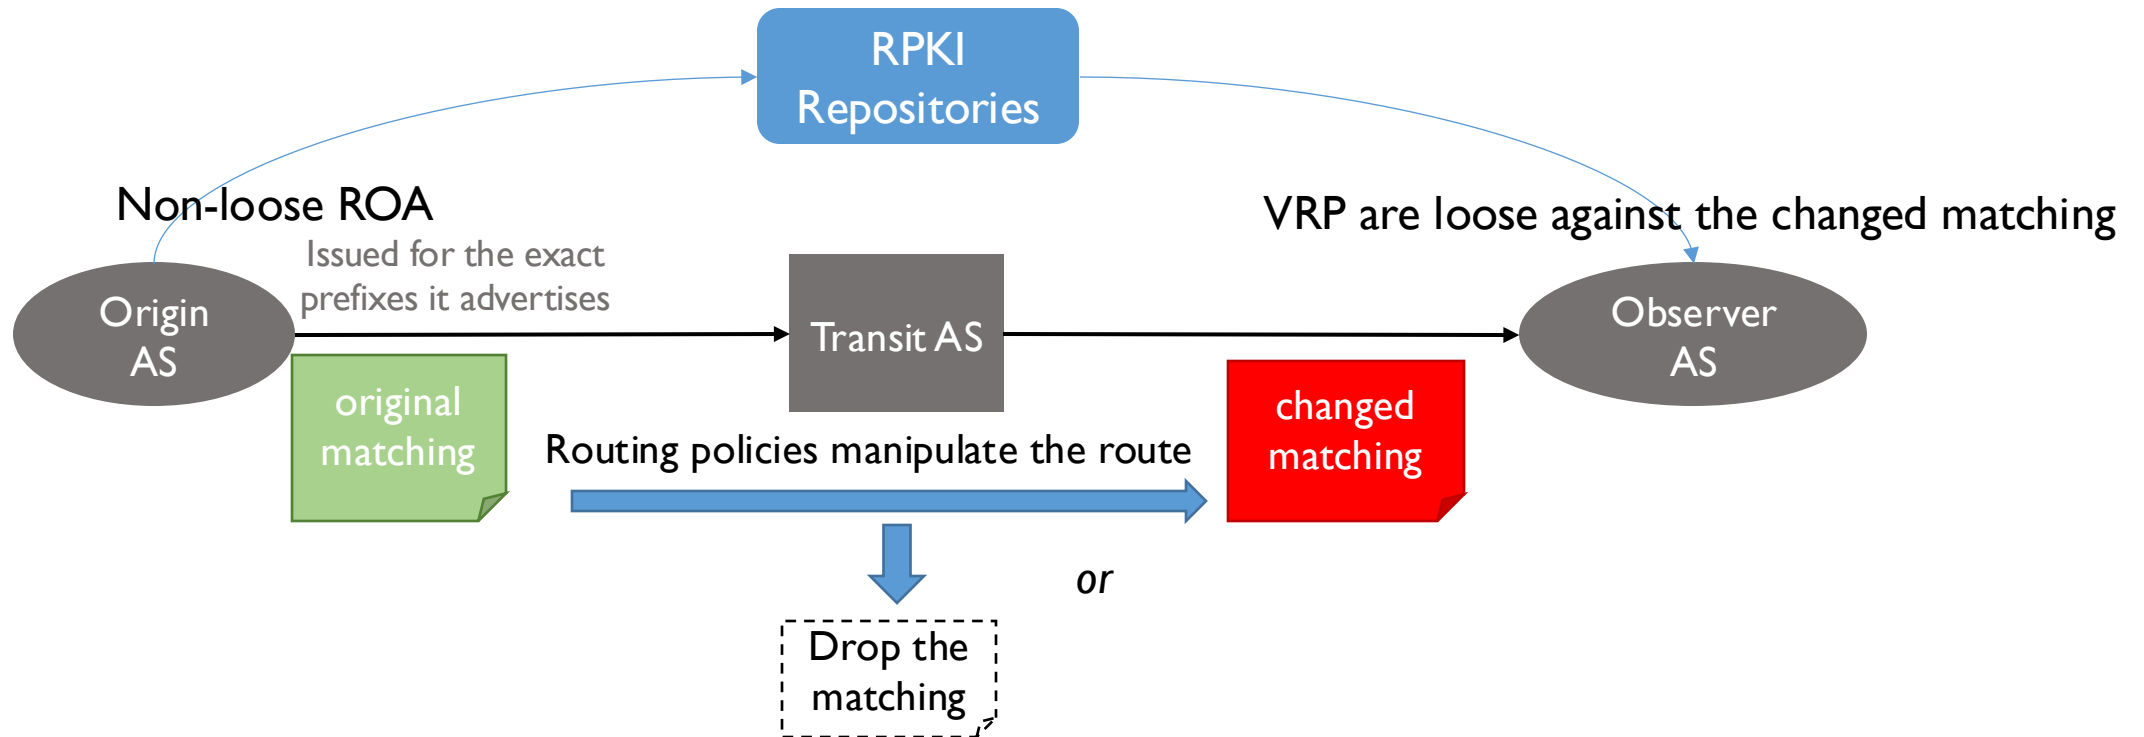 RPKI
Repositories
Non-loose ROA
VRP are loose against the changed matching
Issued for the exact
prefixes it advertises
Origin
AS
Transit AS
Observer
AS
original
matching
changed
matching
Routing policies manipulate the route
or
Drop the
matching